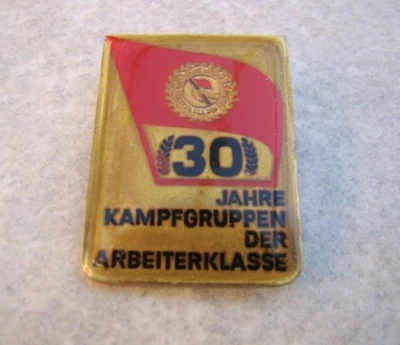 30
JAHRE
KAMPFGRUPPEN
DER
ARBEITERKLASSE